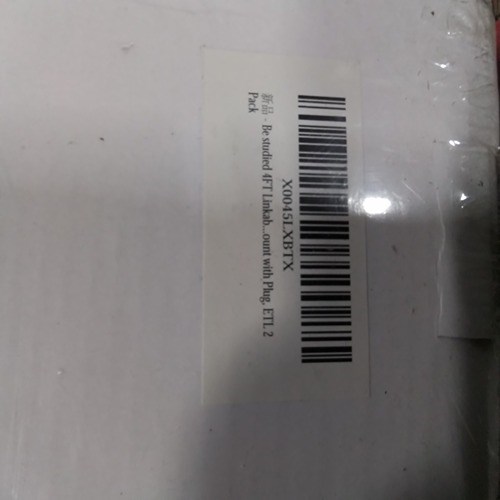 X0045LXBTX
新品 - Be studied 4FT Linkab...ount with Plug, ETL 2
Pack